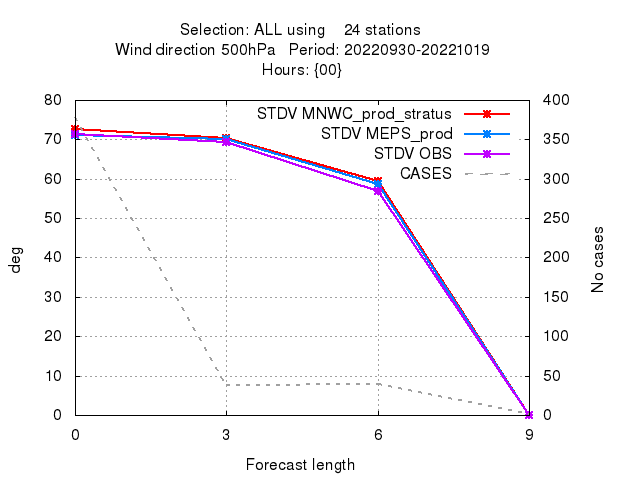 Selection: ALL using 24 stations
Wind direction 500hPa Period: 20220930-20221019
Hours: {00}
STDV MNWC_prod_stratus
STDV MEPS_prod
STDV OBS
CASES
80
70
60
50
40
30
20
10
0
400
350
300
250
200
150
100
50
0
deg
No cases
0 3 6 9
Forecast length